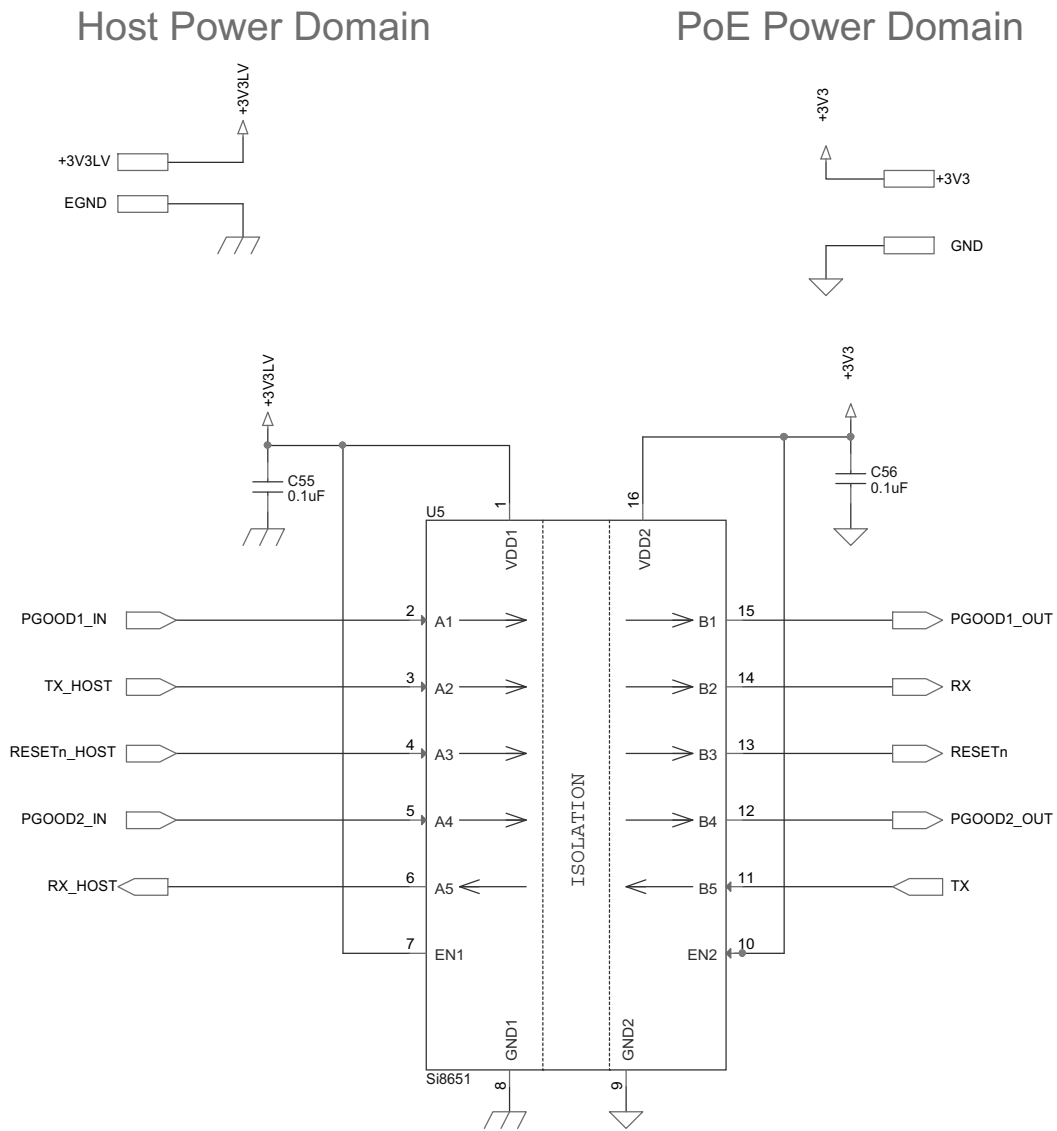 Host Power Domain
PoE Power Domain
+3V3LV
+3V3
+3V3LV
+3V3
EGND
GND
+3V3LV
+3V3
C55
0.1uF
C56
0.1uF
1
16
U5
VDD1
VDD2
PGOOD1_IN
2
A1
B1
15
PGOOD1_OUT
TX_HOST
3
A2
B2
14
RX
RESETn_HOST
4
A3
B3
13
RESETn
ISOLATION
PGOOD2_IN
5
A4
B4
12
PGOOD2_OUT
RX_HOST
6
A5
B5
11
TX
7
EN1
EN2
10
GND1
GND2
Si8651
8
9